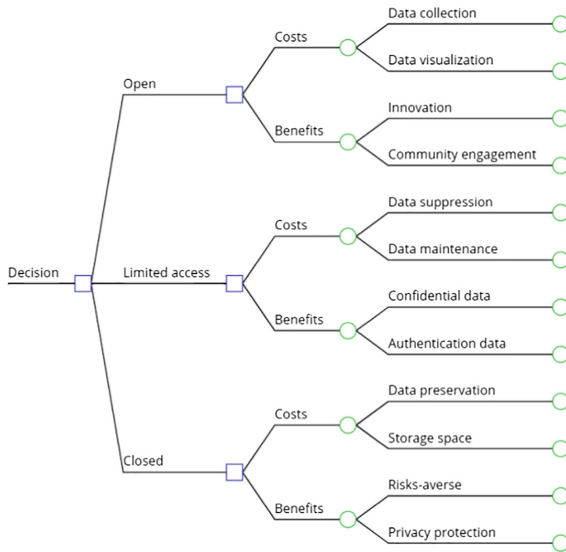 Decision
Open
Costs
Data collection
Data visualization
Benefits
Innovation
Community engagement
Limited access
Costs
Data suppression
Data maintenance
Benefits
Confidential data
Authentication data
Closed
Costs
Data preservation
Storage space
Benefits
Risks-averse
Privacy protection